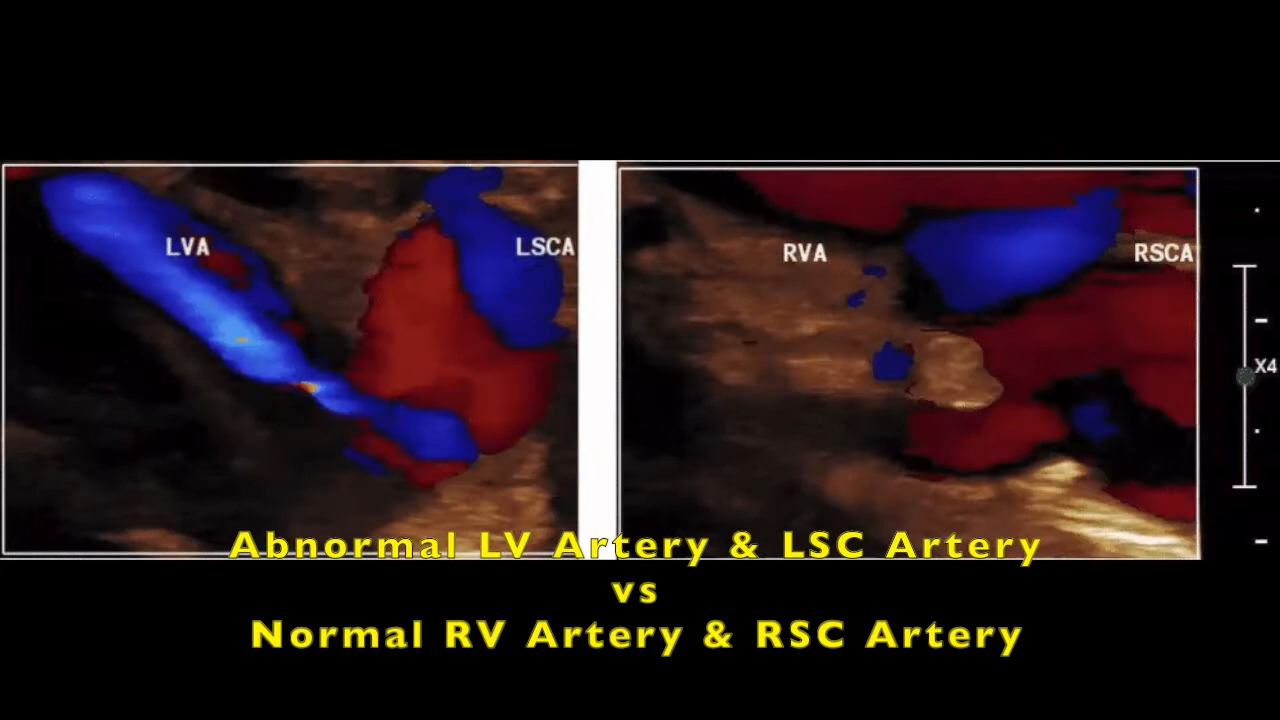 LVA
LSCA
RVA
RSCA
X4
Abnormal LV Artery & LSC Artery
vs
Normal RV Artery & RSC Artery